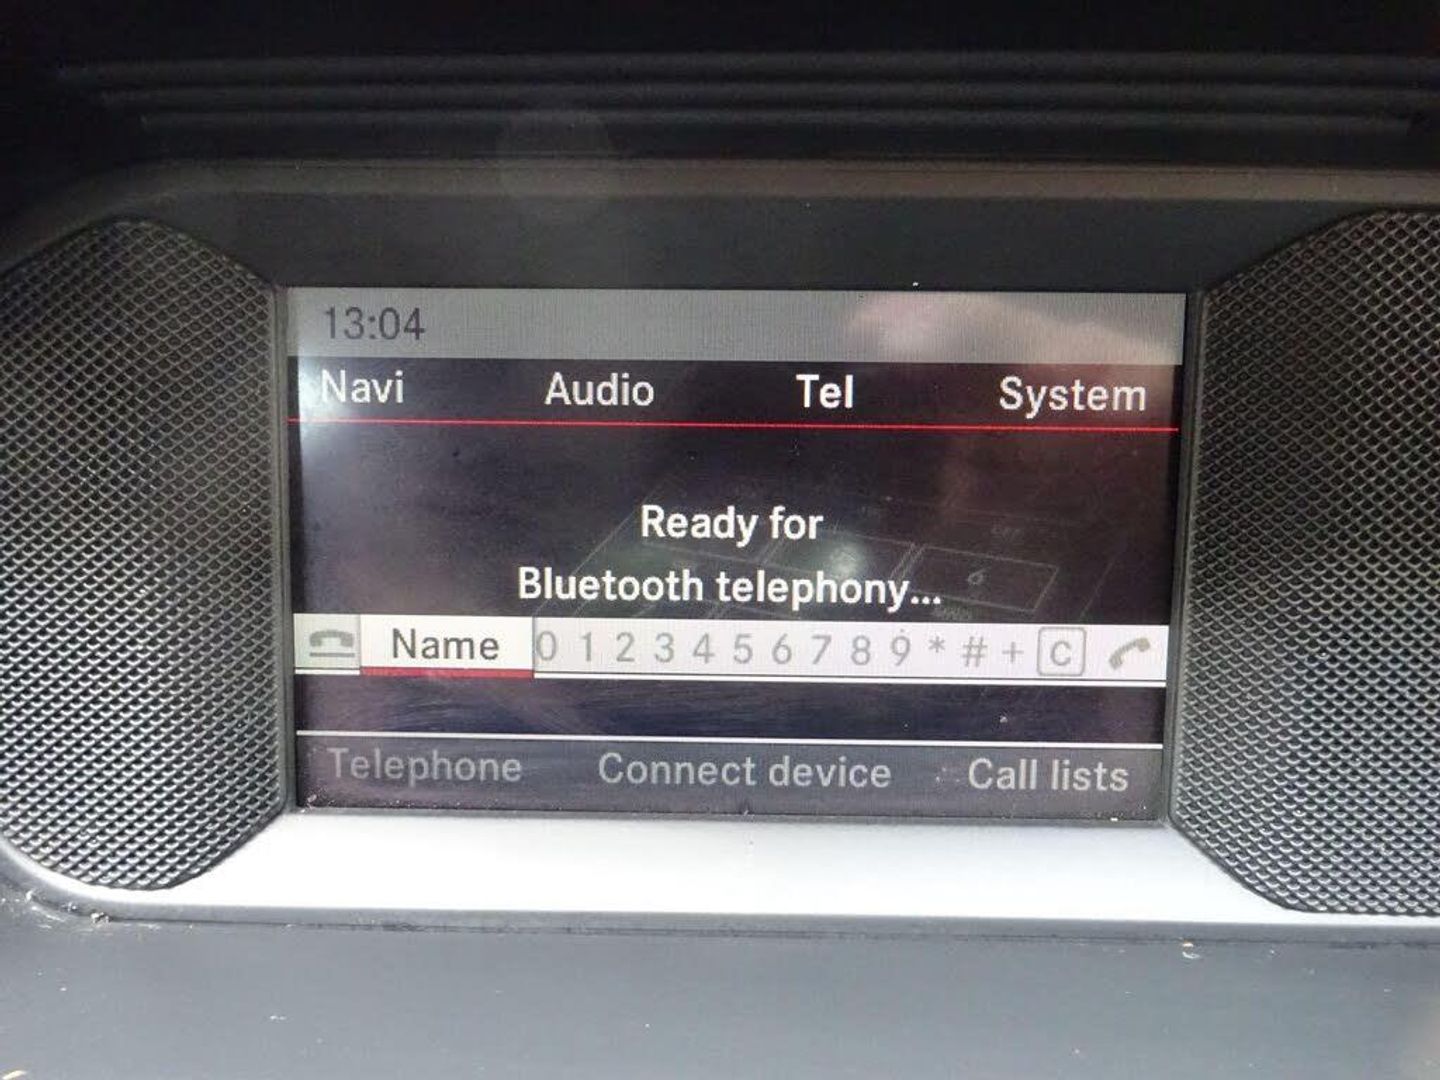 13:04
Navi Audio Tel System
Ready for
Bluetooth telephony...
Name 0 1 2 3 4 5 6 7 8 9 * # + C
Telephone Connect device Call lists